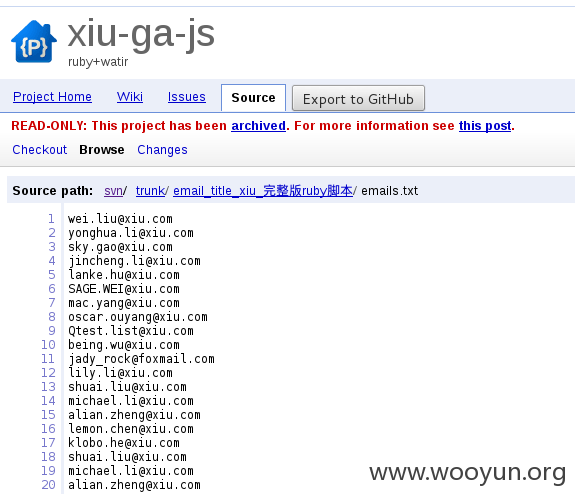 {P}
xiu-ga-js
ruby+watir
Project Home Wiki Issues Source Export to GitHub
READ-ONLY: This project has been archived. For more information see this post.
Checkout Browse Changes
Source path: svn/ trunk/ email_title_xiu_完整版ruby脚本/ emails.txt
1 wei.liu@xiu.com
2 yonghua.li@xiu.com
3 sky.gao@xiu.com
4 jincheng.li@xiu.com
5 lanke.hu@xiu.com
6 SAGE.WEI@xiu.com
7 mac.yang@xiu.com
8 oscar.ouyang@xiu.com
9 Qtest.list@xiu.com
10 being.wu@xiu.com
11 jady_rock@foxmail.com
12 lily.li@xiu.com
13 shuai.liu@xiu.com
14 michael.li@xiu.com
15 alian.zheng@xiu.com
16 lemon.chen@xiu.com
17 klobo.he@xiu.com
18 shuai.liu@xiu.com
19 michael.li@xiu.com
20 alian.zheng@xiu.com
www.wooyun.org